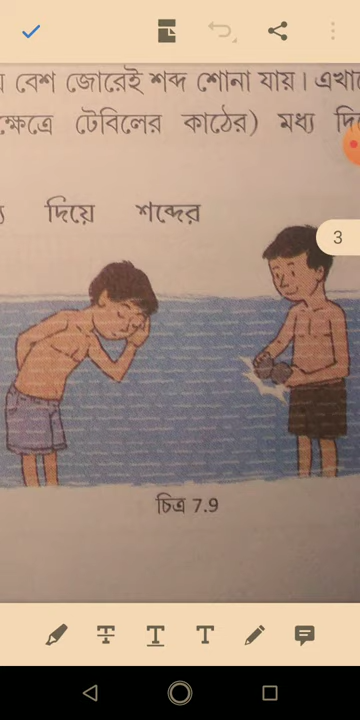 বেশ জোরেই শব্দ শোনা যায়। এখা
ক্ষেত্রে টেবিলের কাঠের) মধ্য দি
3
দিয়ে শব্দের
চিত্র 7.9